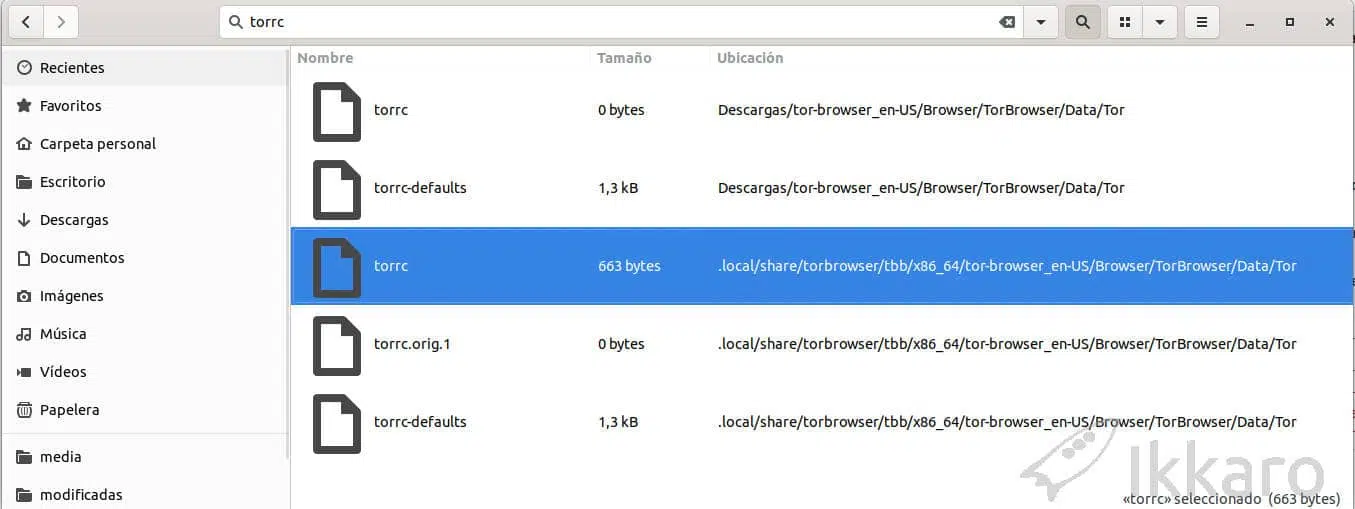 torrc
Recientes
Favoritos
Carpeta personal
Escritorio
Descargas
Documentos
Imágenes
Música
Vídeos
Papelera
media
modificadas
Nombre Tamaño Ubicación
torrc 0 bytes Descargas/tor-browser_en-US/Browser/TorBrowser/Data/Tor
torrc-defaults 1,3 kB Descargas/tor-browser_en-US/Browser/TorBrowser/Data/Tor
torrc 663 bytes .local/share/torbrowser/tbb/x86_64/tor-browser_en-US/Browser/TorBrowser/Data/Tor
torrc.orig.1 0 bytes .local/share/torbrowser/tbb/x86_64/tor-browser_en-US/Browser/TorBrowser/Data/Tor
torrc-defaults 1,3 kB .local/share/torbrowser/tbb/x86_64/tor-browser_en-US/Browser/TorBrowser/Data/Tor
Ikkaro
«torrc» seleccionado (663 bytes)